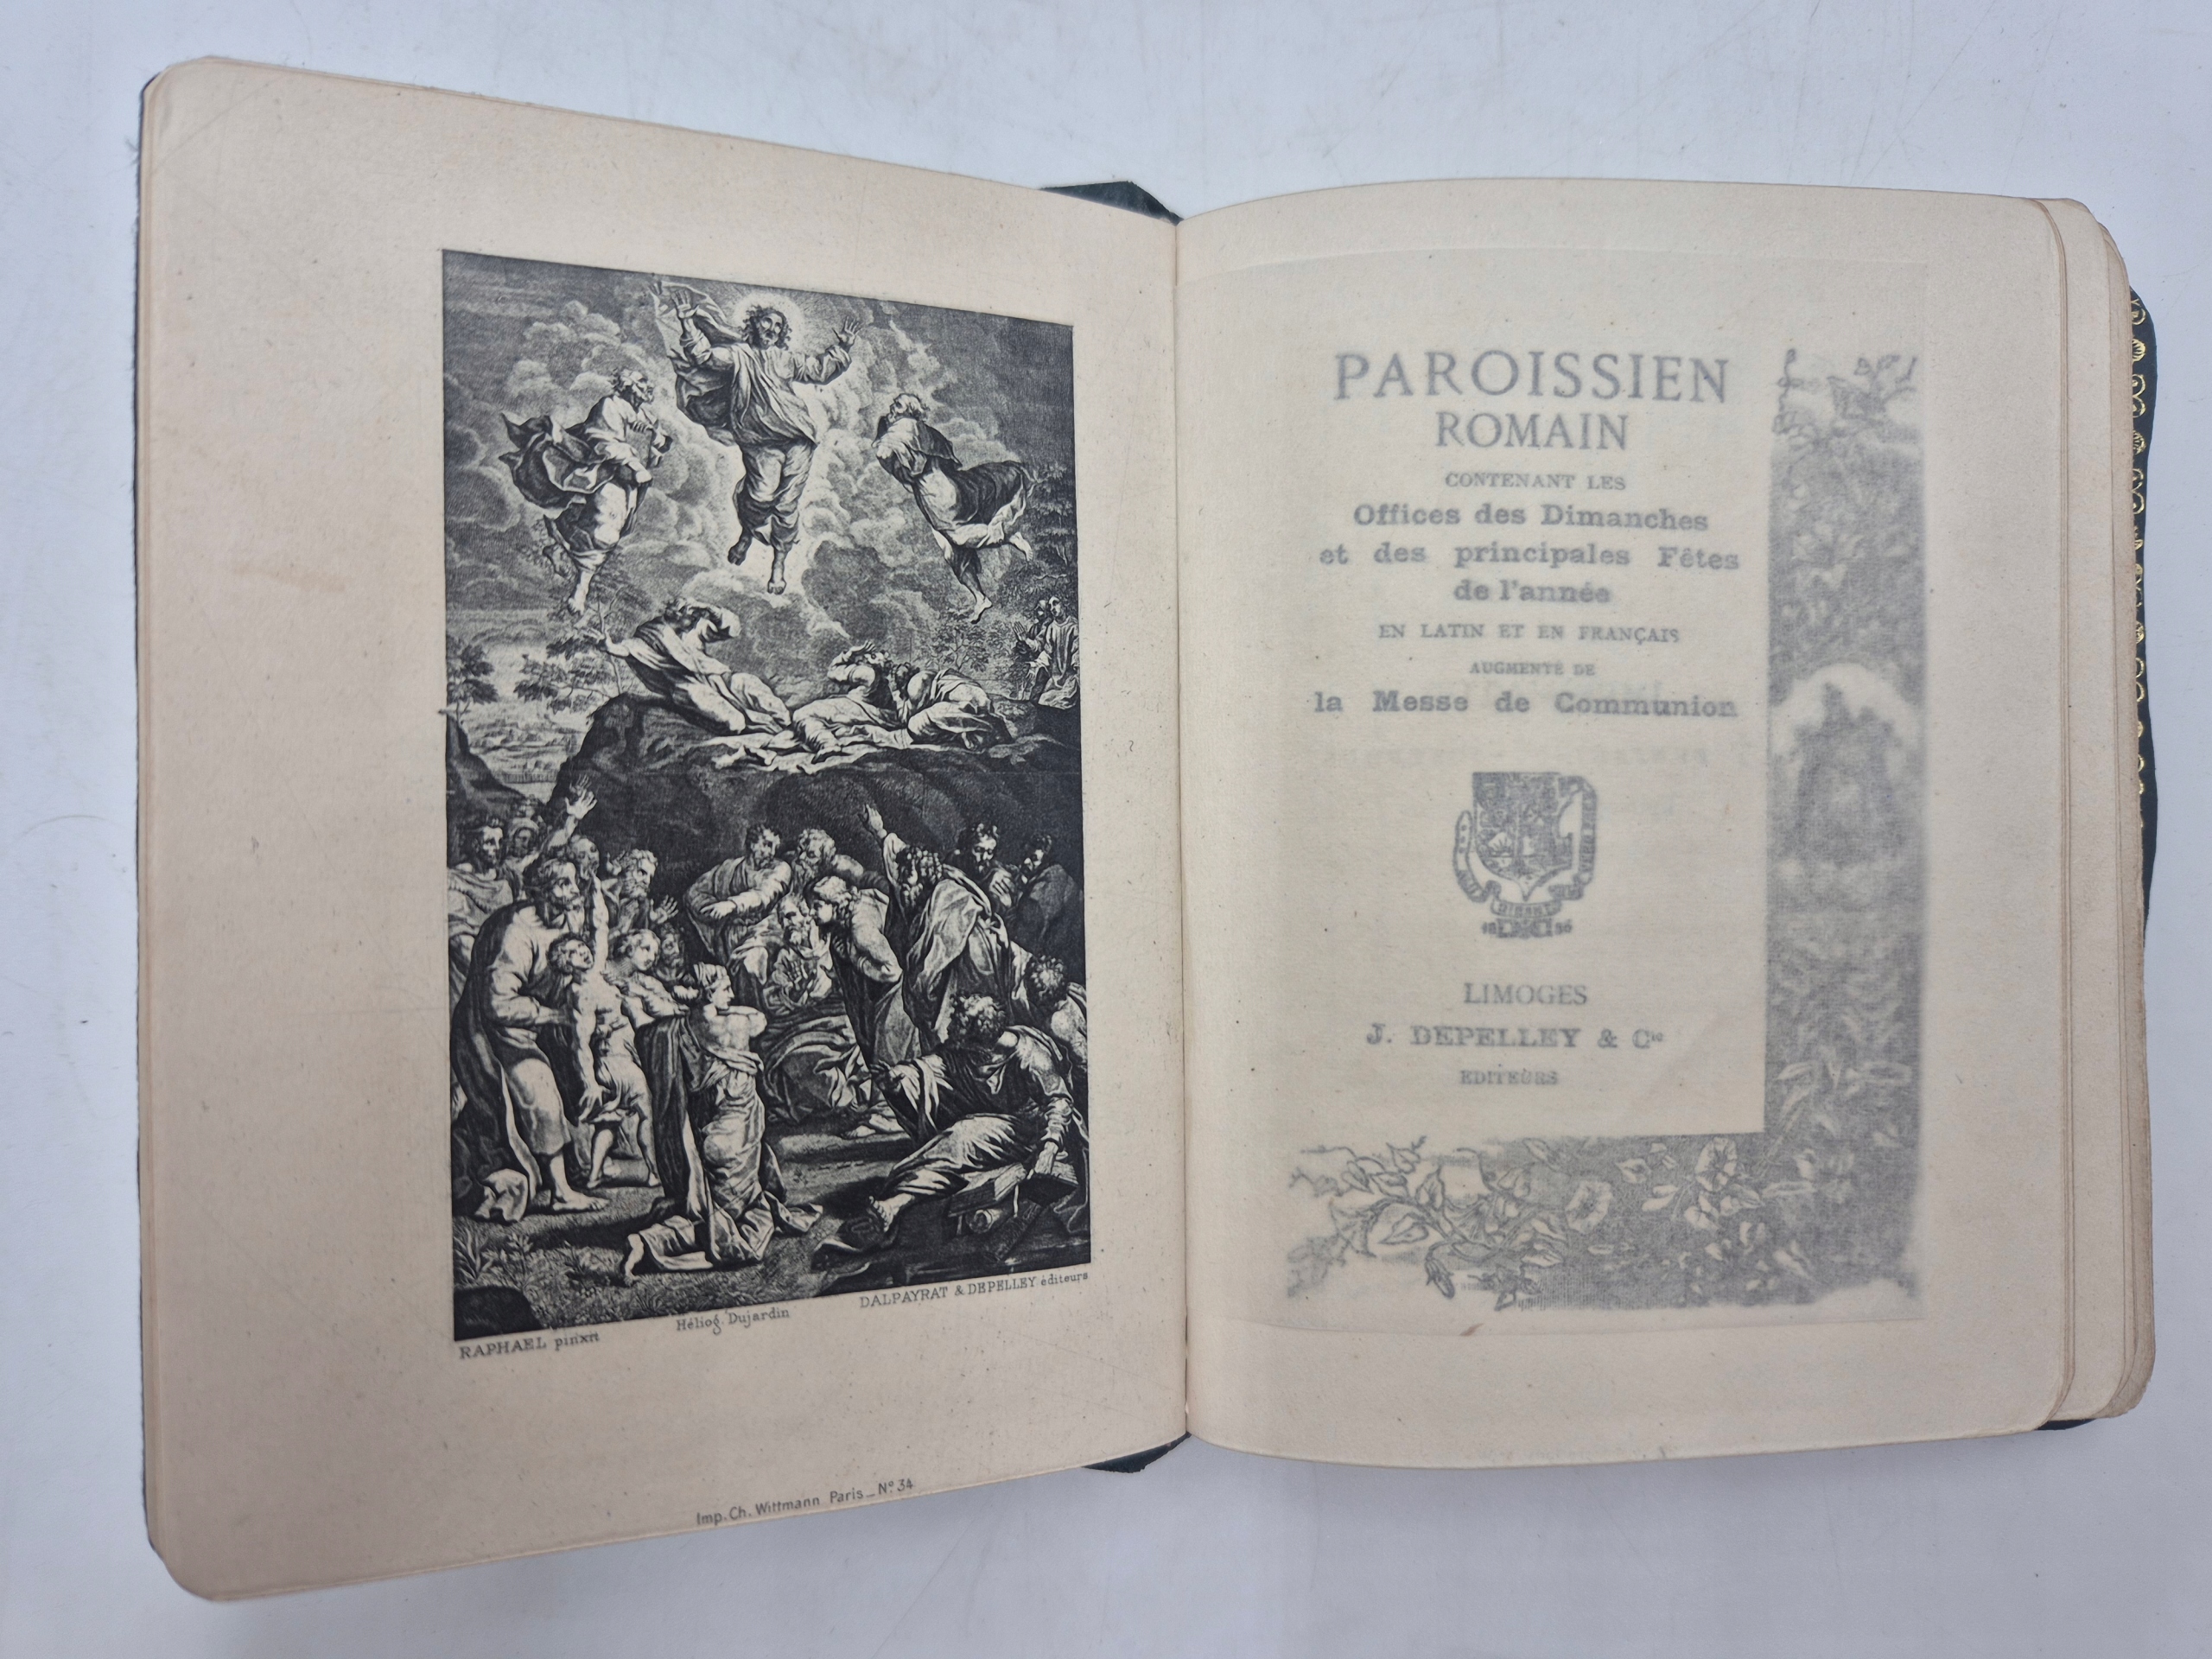 RAPHAEL pinxit
Héliog. Dujardin
DALPAYRAT & DEPELLEY éditeurs
Imp. Ch. Wittmann Paris _ Nº 34
PAROISSIEN
ROMAIN
CONTENANT LES
Offices des Dimanches
et des principales Fêtes
de l'année
EN LATIN ET EN FRANÇAIS
AUGMENTÉ DE
la Messe de Communion
LIMOGES
J. DEPELLEY & Cie
EDITEURS